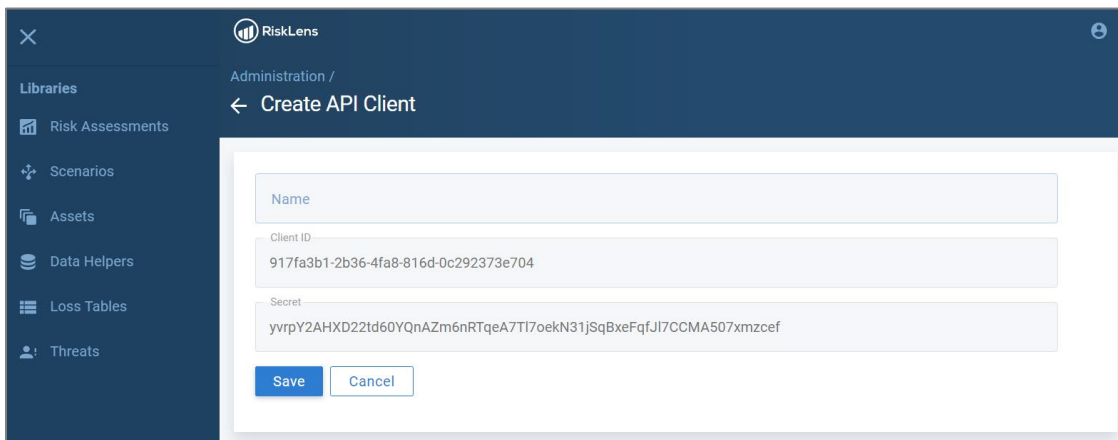 RiskLens
Administration /
Create API Client
Libraries
Risk Assessments
Scenarios
Assets
Data Helpers
Loss Tables
Threats
Name
Client ID
917fa3b1-2b36-4fa8-816d-0c292373e704
Secret
yvrpY2AHXD22td60YQnAZm6nRTqeA7Tl7oekN31jSqBxeFqfJl7CCMA507xmzcef
Save Cancel